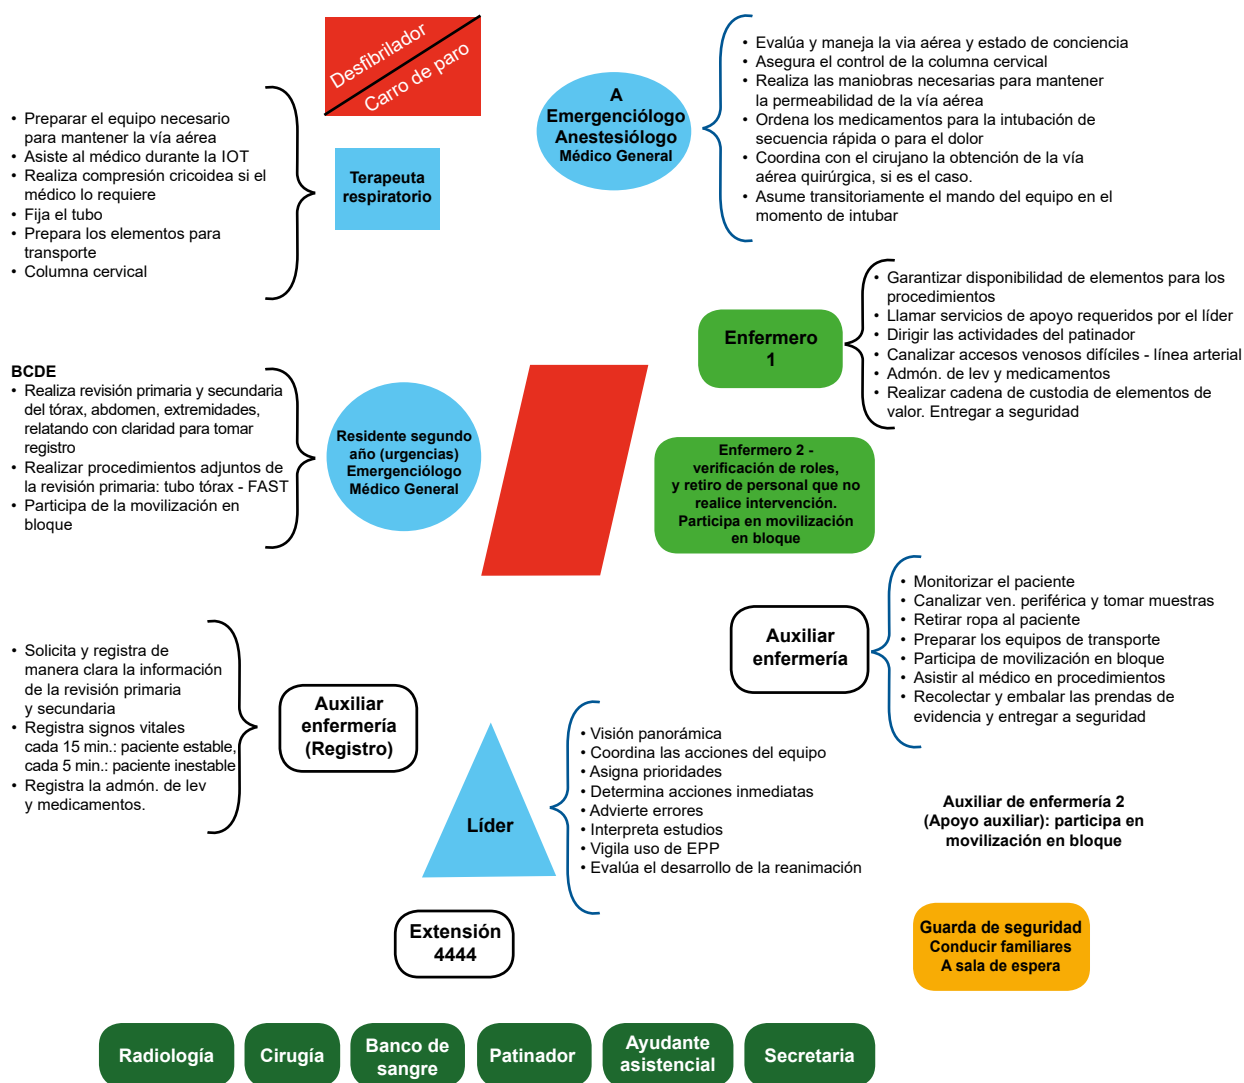 Desfibrilador
Carro de paro
• Preparar el equipo necesario
para mantener la vía aérea
• Asiste al médico durante la IOT
• Realiza compresión cricoidea si el
médico lo requiere
• Fija el tubo
• Prepara los elementos para
transporte
• Columna cervical
Terapeuta
respiratorio
A
Emergenciólogo
Anestesiólogo
Médico General
• Evalúa y maneja la via aérea y estado de conciencia
• Asegura el control de la columna cervical
• Realiza las maniobras necesarias para mantener
la permeabilidad de la vía aérea
• Ordena los medicamentos para la intubación de
secuencia rápida o para el dolor
• Coordina con el cirujano la obtención de la vía
aérea quirúrgica, si es el caso.
• Asume transitoriamente el mando del equipo en el
momento de intubar
Enfermero
1
• Garantizar disponibilidad de elementos para los
procedimientos
• Llamar servicios de apoyo requeridos por el líder
• Dirigir las actividades del patinador
• Canalizar accesos venosos difíciles - línea arterial
• Admón. de lev y medicamentos
• Realizar cadena de custodia de elementos de
valor. Entregar a seguridad
BCDE
• Realiza revisión primaria y secundaria
del tórax, abdomen, extremidades,
relatando con claridad para tomar
registro
• Realizar procedimientos adjuntos de
la revisión primaria: tubo tórax - FAST
• Participa de la movilización en
bloque
Residente segundo
año (urgencias)
Emergenciólogo
Médico General
Enfermero 2 -
verificación de roles,
y retiro de personal que no
realice intervención.
Participa en movilización
en bloque
Auxiliar
enfermería
• Monitorizar el paciente
• Canalizar ven. periférica y tomar muestras
• Retirar ropa al paciente
• Preparar los equipos de transporte
• Participa de movilización en bloque
• Asistir al médico en procedimientos
• Recolectar y embalar las prendas de
evidencia y entregar a seguridad
• Solicita y registra de
manera clara la información
de la revisión primaria
y secundaria
• Registra signos vitales
cada 15 min.: paciente estable,
cada 5 min.: paciente inestable
• Registra la admón. de lev
y medicamentos.
Auxiliar
enfermería
(Registro)
Líder
• Visión panorámica
• Coordina las acciones del equipo
• Asigna prioridades
• Determina acciones inmediatas
• Advierte errores
• Interpreta estudios
• Vigila uso de EPP
• Evalúa el desarrollo de la reanimación
Auxiliar de enfermería 2
(Apoyo auxiliar): participa en
movilización en bloque
Extensión
4444
Guarda de seguridad
Conducir familiares
A sala de espera
Radiología
Cirugía
Banco de
sangre
Patinador
Ayudante
asistencial
Secretaria